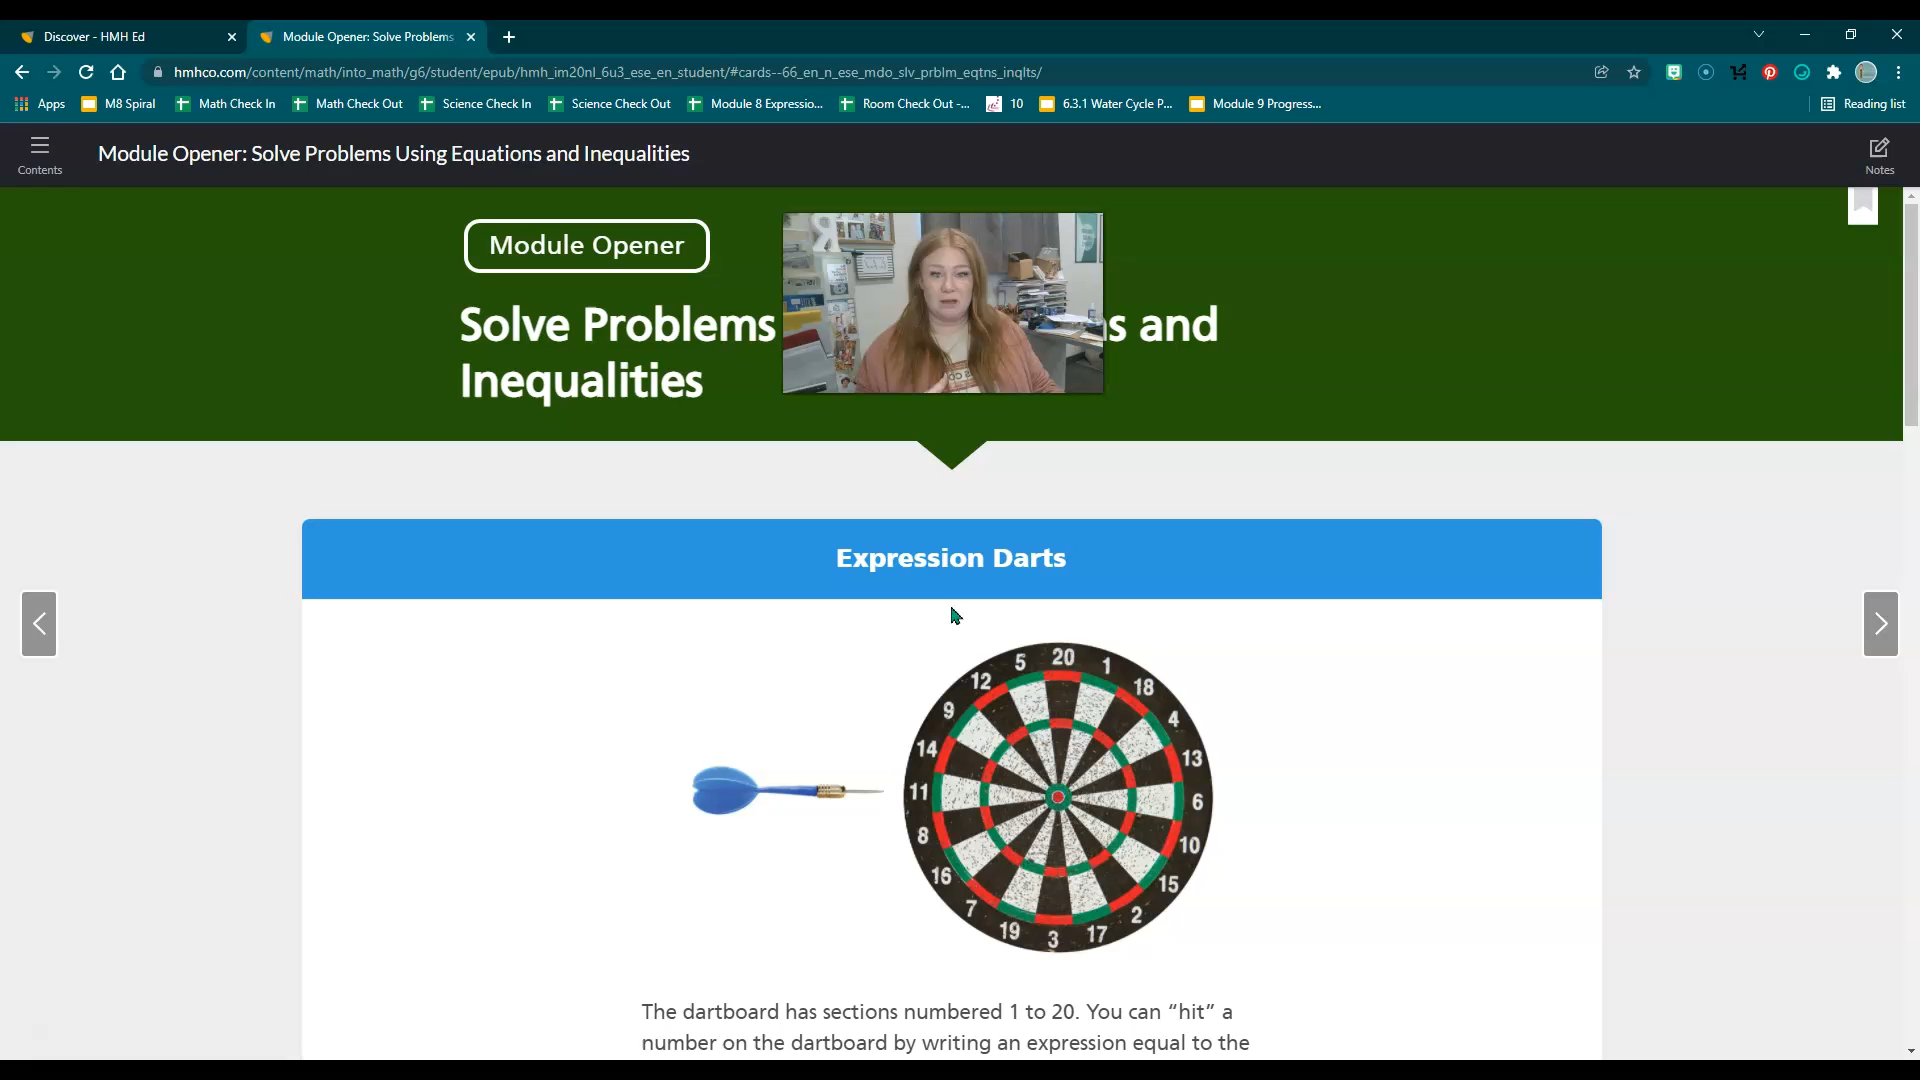 Discover - HMH Ed
Module Opener: Solve Problems
hmhco.com/content/math/into_math/g6/student/epub/hmh_im20nl_6u3_ese_en_student/#cards--66_en_n_ese_mdo_slv_prblm_eqtns_inqlts/
Apps M8 Spiral Math Check In Math Check Out Science Check In Science Check Out Module 8 Expressio... Room Check Out -... 10 6.3.1 Water Cycle P... Module 9 Progress... Reading list
Contents
Module Opener: Solve Problems Using Equations and Inequalities
Notes
Module Opener
Solve Problems s and
Inequalities
Expression Darts
20
1
18
4
13
6
10
15
2
17
3
19
7
16
8
11
14
9
12
5
The dartboard has sections numbered 1 to 20. You can “hit” a
number on the dartboard by writing an expression equal to the